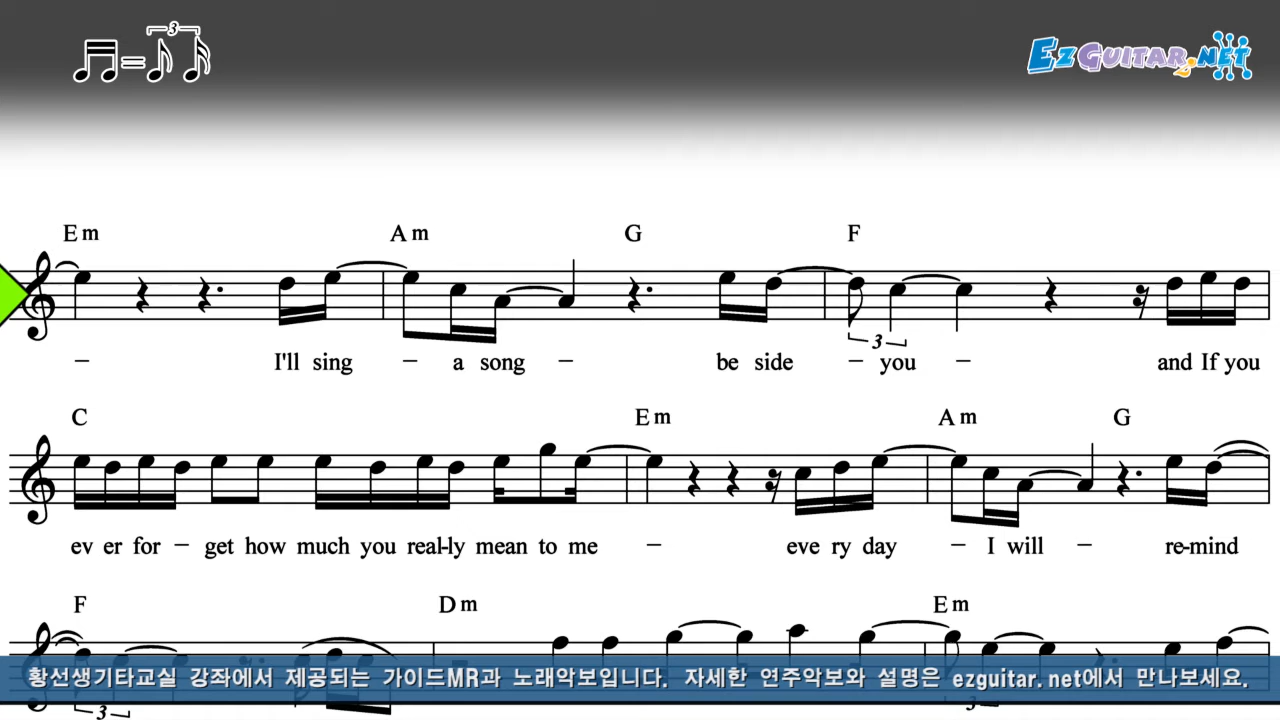 3
EZGUITAR.NET
Em Am G F
3
– I'll sing – a song – be side – you – and If you
C Em Am G
ev er for – get how much you real-ly mean to me – eve ry day – I will – re-mind
F Dm Em
황선생기타교실 강좌에서 제공되는 가이드MR과 노래악보입니다. 자세한 연주악보와 설명은 ezguitar.net에서 만나보세요.
3 3